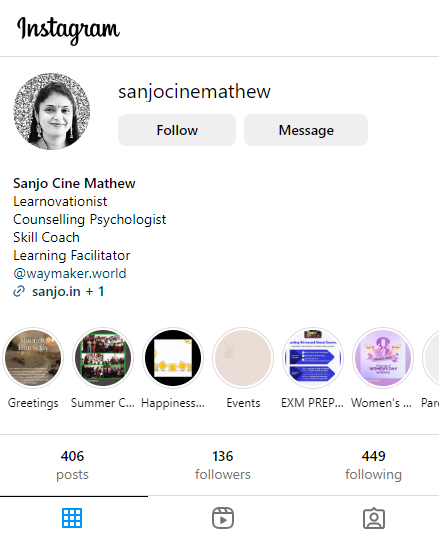 Instagram
sanjocinemathew
Follow
Message
Sanjo Cine Mathew
Learnovationist
Counselling Psychologist
Skill Coach
Learning Facilitator
@waymaker.world
sanjo.in + 1
Greetings
Summer C...
Happiness...
Events
EXM PREP...
Women's ...
Pare
406
posts
136
followers
449
following